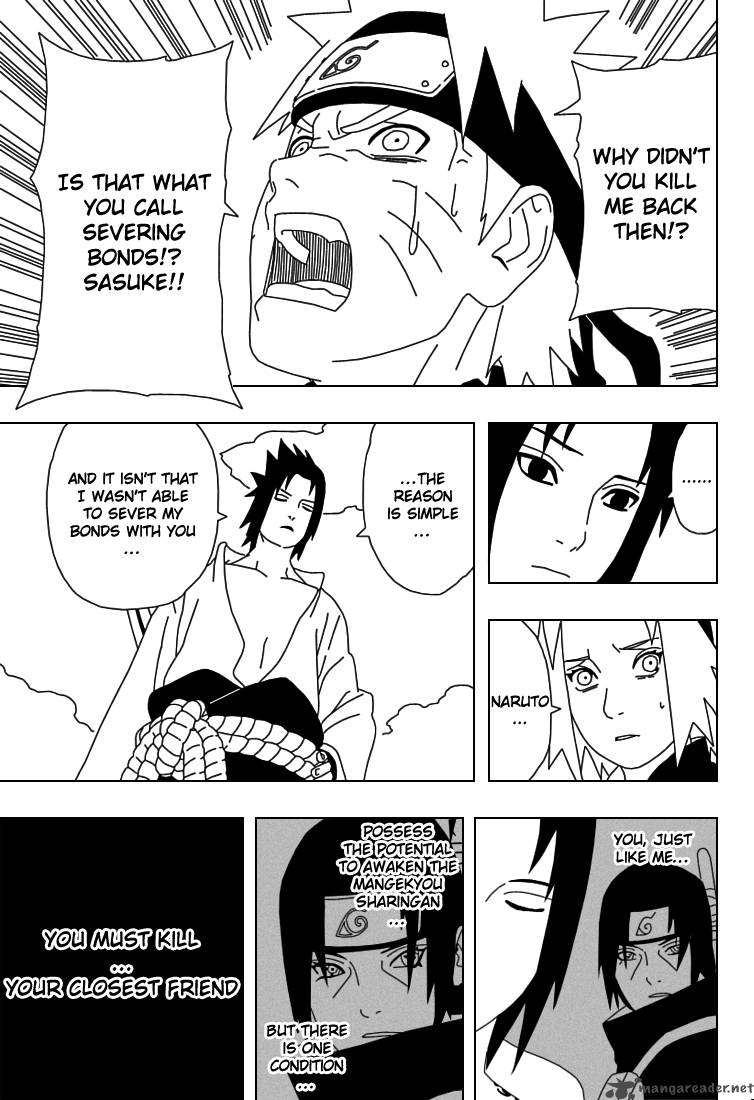 WHY DIDN'T
YOU KILL
ME BACK
THEN!?
IS THAT WHAT
YOU CALL
SEVERING
BONDS!?
SASUKE!!
......
NARUTO
...
...THE
REASON
IS SIMPLE
...
AND IT ISN'T THAT
I WASN'T ABLE
TO SEVER MY
BONDS WITH YOU
...
YOU, JUST
LIKE ME...
POSSESS
THE POTENTIAL
TO AWAKEN THE
MANGEKYOU
SHARINGAN
...
BUT THERE
IS ONE
CONDITION
...
YOU MUST KILL
...
YOUR CLOSEST FRIEND
mangareader.net